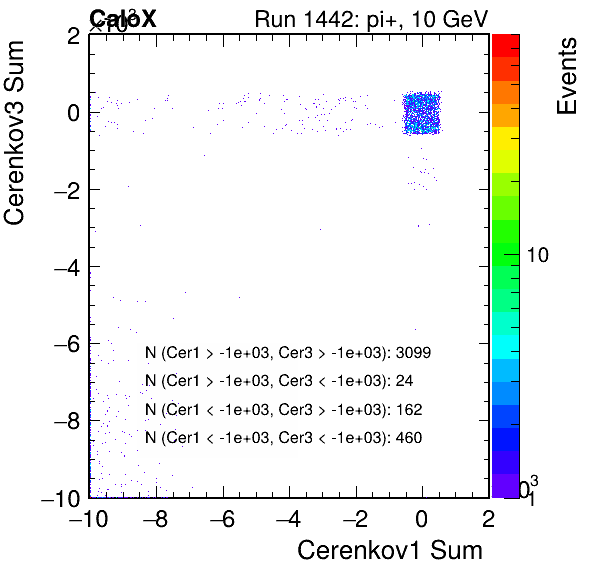 CaloX
×10³
Run 1442: pi+, 10 GeV
Events
Cerenkov3 Sum
2
0
−2
−4
−6
−8
−10
10
1
N (Cer1 > -1e+03, Cer3 > -1e+03): 3099
N (Cer1 > -1e+03, Cer3 < -1e+03): 24
N (Cer1 < -1e+03, Cer3 > -1e+03): 162
N (Cer1 < -1e+03, Cer3 < -1e+03): 460
−10 −8 −6 −4 −2 0 2
Cerenkov1 Sum